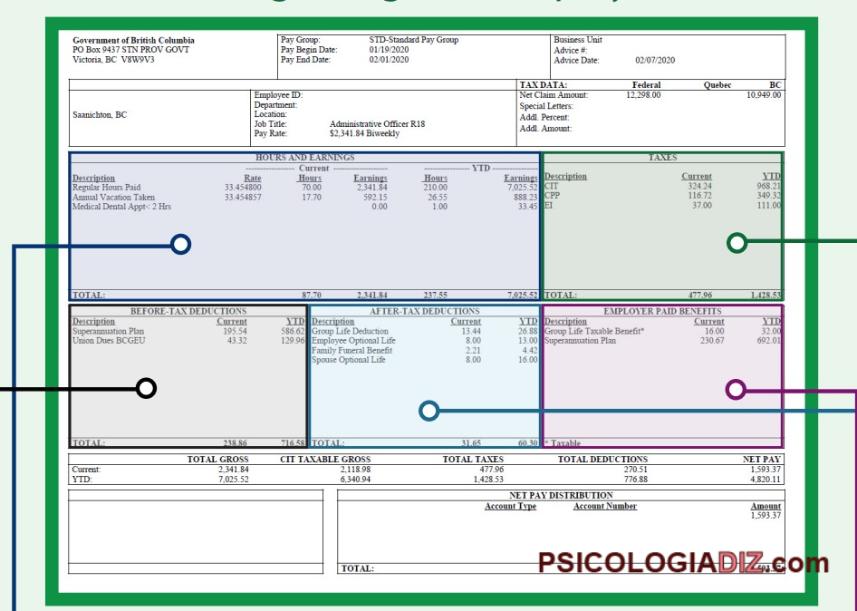 Government of British Columbia
PO Box 9437 STN PROV GOVT
Victoria, BC V8W9V3
Pay Group: STD-Standard Pay Group
Pay Begin Date: 01/19/2020
Pay End Date: 02/01/2020
Business Unit
Advice #:
Advice Date: 02/07/2020
Saanichton, BC
Employee ID:
Department:
Location:
Job Title: Administrative Officer R18
Pay Rate: $2,341.84 Biweekly
TAX DATA: Federal Quebec BC
Net Claim Amount: 12,298.00 10,949.00
Special Letters:
Addl. Percent:
Addl. Amount:
HOURS AND EARNINGS
Current YTD
Description Rate Hours Earnings Hours Earnings
Regular Hours Paid 33.454800 70.00 2,341.84 210.00 7,025.52
Annual Vacation Taken 33.454857 17.70 592.15 26.55 888.23
Medical Dental Appt< 2 Hrs 0.00 1.00 33.45
TOTAL: 87.70 2,341.84 237.55 7,025.52
TAXES
Description Current YTD
CIT 324.24 968.21
CPP 116.72 349.32
EI 37.00 111.00
TOTAL: 477.96 1,428.53
BEFORE-TAX DEDUCTIONS
Description Current YTD
Superannuation Plan 195.54 586.62
Union Dues BCGEU 43.32 129.96
TOTAL: 238.86 716.58
AFTER-TAX DEDUCTIONS
Description Current YTD
Group Life Deduction 13.44 26.88
Employee Optional Life 8.00 13.00
Family Funeral Benefit 2.21 4.42
Spouse Optional Life 8.00 16.00
TOTAL: 31.65 60.30
EMPLOYER PAID BENEFITS
Description Current YTD
Group Life Taxable Benefit* 16.00 32.00
Superannuation Plan 230.67 692.01
* Taxable
TOTAL GROSS CIT TAXABLE GROSS TOTAL TAXES TOTAL DEDUCTIONS NET PAY
Current: 2,341.84 2,118.98 477.96 270.51 1,593.37
YTD: 7,025.52 6,340.94 1,428.53 776.88 4,820.11
NET PAY DISTRIBUTION
Account Type Account Number Amount
1,593.37
TOTAL:
PSICOLOGIADIZ.com